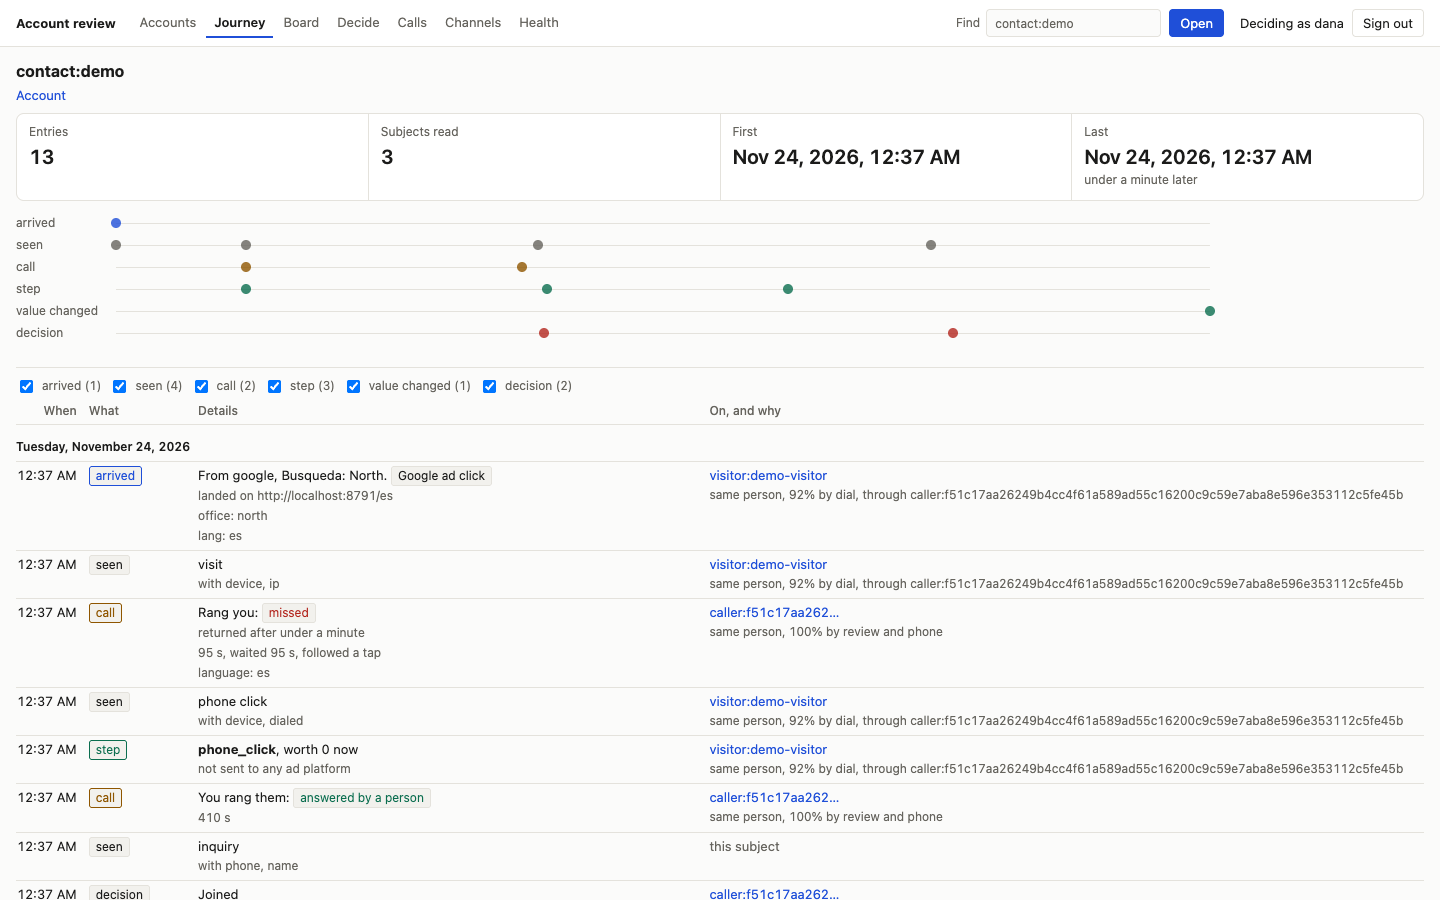 Account review Accounts Journey Board Decide Calls Channels Health Find contact:demo Open Deciding as dana Sign out
contact:demo
Account
Entries Subjects read First Last
13 3 Nov 24, 2026, 12:37 AM Nov 24, 2026, 12:37 AM
under a minute later
arrived
seen
call
step
value changed
decision
arrived (1) seen (4) call (2) step (3) value changed (1) decision (2)
When What Details On, and why
Tuesday, November 24, 2026
12:37 AM arrived From google, Busqueda: North. Google ad click visitor:demo-visitor
landed on http://localhost:8791/es same person, 92% by dial, through caller:f51c17aa26249b4cc4f61a589ad55c16200c9c59e7aba8e596e353112c5fe45b
office: north
lang: es
12:37 AM seen visit visitor:demo-visitor
with device, ip same person, 92% by dial, through caller:f51c17aa26249b4cc4f61a589ad55c16200c9c59e7aba8e596e353112c5fe45b
12:37 AM call Rang you: missed caller:f51c17aa262...
returned after under a minute same person, 100% by review and phone
95 s, waited 95 s, followed a tap
language: es
12:37 AM seen phone click visitor:demo-visitor
with device, dialed same person, 92% by dial, through caller:f51c17aa26249b4cc4f61a589ad55c16200c9c59e7aba8e596e353112c5fe45b
12:37 AM step phone_click, worth 0 now visitor:demo-visitor
not sent to any ad platform same person, 92% by dial, through caller:f51c17aa26249b4cc4f61a589ad55c16200c9c59e7aba8e596e353112c5fe45b
12:37 AM call You rang them: answered by a person caller:f51c17aa262...
410 s same person, 100% by review and phone
12:37 AM seen inquiry this subject
with phone, name
12:37 AM decision Joined caller:f51c17aa262...